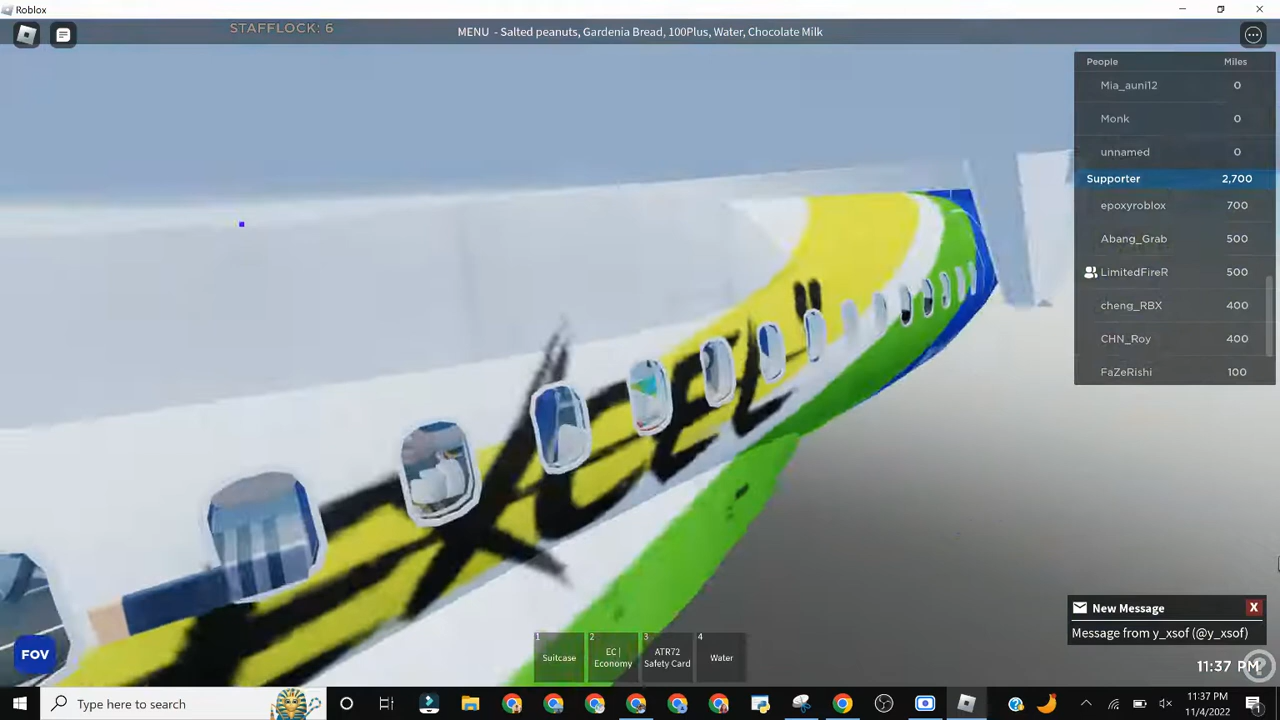 Roblox
STAFFLOCK: 6
MENU - Salted peanuts, Gardenia Bread, 100Plus, Water, Chocolate Milk
People Miles
Mia_auni12 0
Monk 0
unnamed 0
Supporter 2,700
epoxyroblox 700
Abang_Grab 500
LimitedFireR 500
cheng_RBX 400
CHN_Roy 400
FaZeRishi 100
EXCEL"
New Message X
Message from y_xsof (@y_xsof)
1 2 3 4
Suitcase
EC |
Economy
ATR72
Safety Card
Water
FOV
11:37 PM
?
Type here to search
11:37 PM
11/4/2022
1